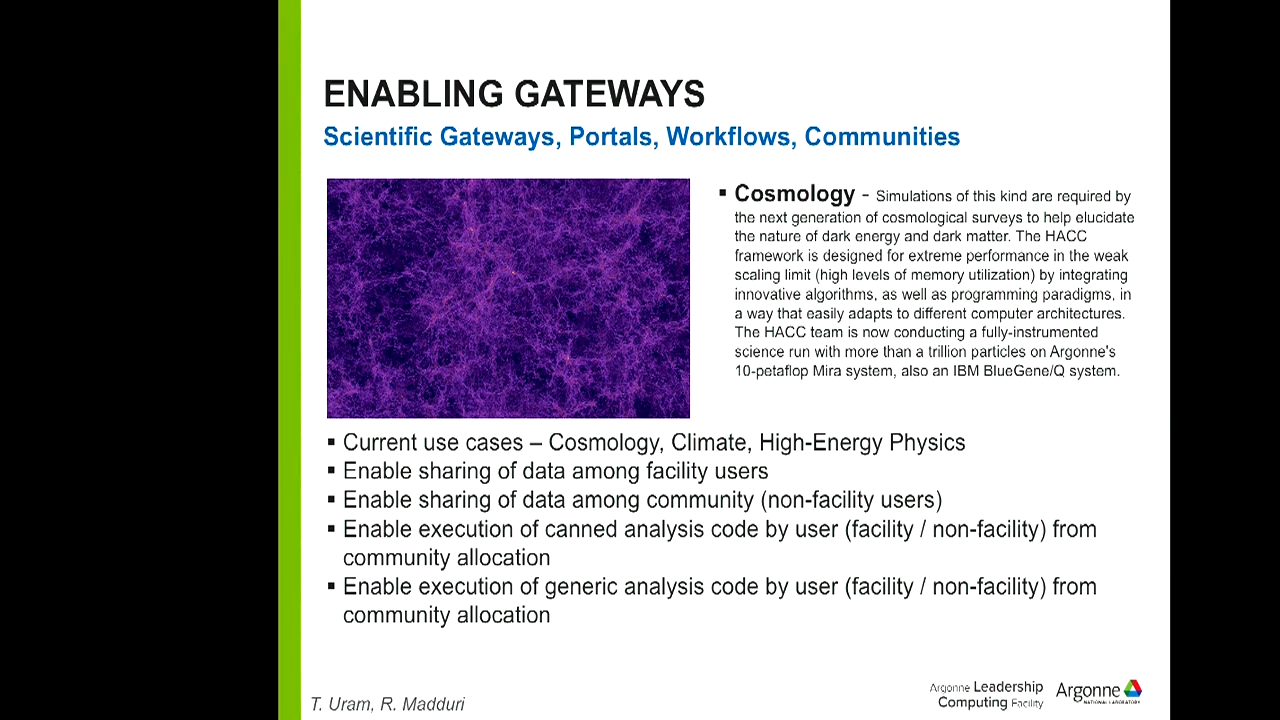 ENABLING GATEWAYS
Scientific Gateways, Portals, Workflows, Communities
▪ Cosmology - Simulations of this kind are required by
the next generation of cosmological surveys to help elucidate
the nature of dark energy and dark matter. The HACC
framework is designed for extreme performance in the weak
scaling limit (high levels of memory utilization) by integrating
innovative algorithms, as well as programming paradigms, in
a way that easily adapts to different computer architectures.
The HACC team is now conducting a fully-instrumented
science run with more than a trillion particles on Argonne's
10-petaflop Mira system, also an IBM BlueGene/Q system.
▪ Current use cases – Cosmology, Climate, High-Energy Physics
▪ Enable sharing of data among facility users
▪ Enable sharing of data among community (non-facility users)
▪ Enable execution of canned analysis code by user (facility / non-facility) from
community allocation
▪ Enable execution of generic analysis code by user (facility / non-facility) from
community allocation
T. Uram, R. Madduri
Argonne Leadership
Computing Facility
Argonne
NATIONAL LABORATORY